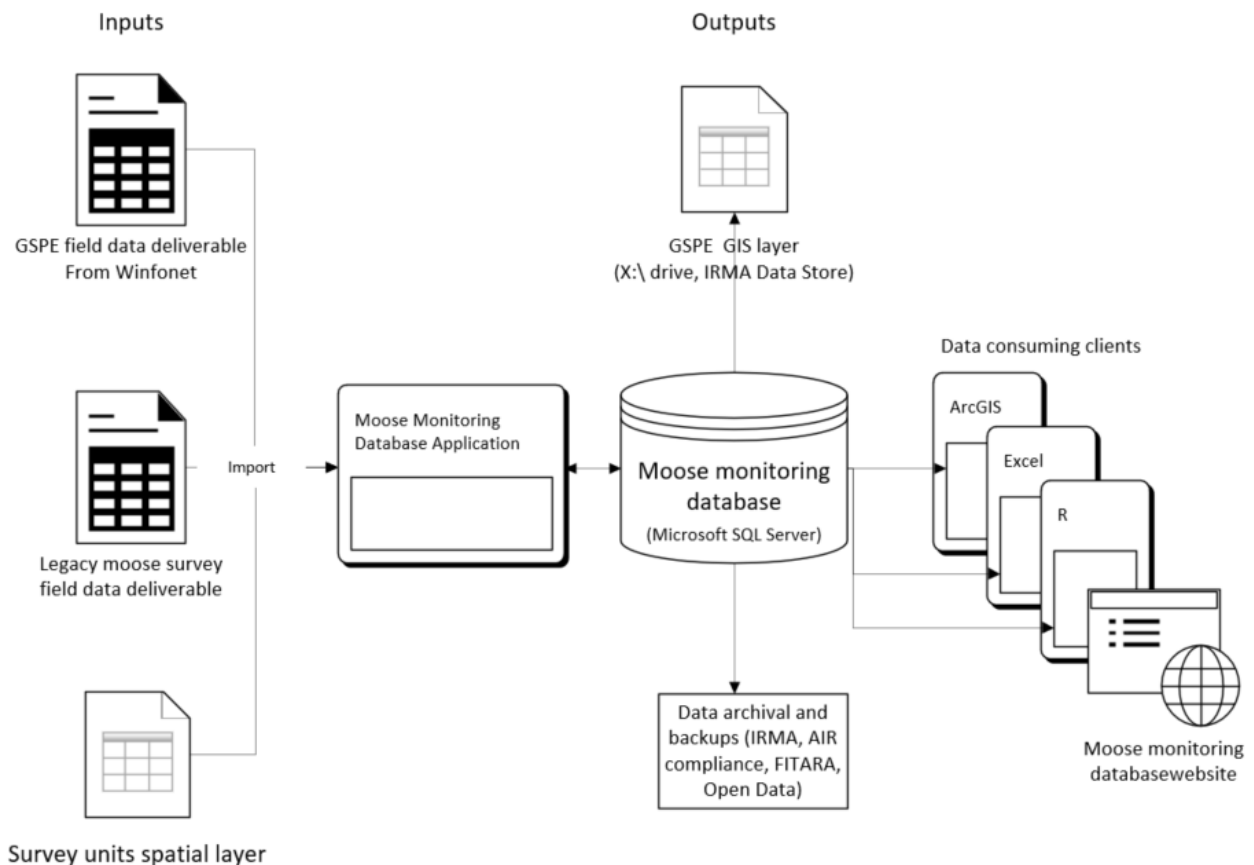 Inputs
Outputs
GSPE field data deliverable
From Winfonet
GSPE GIS layer
(X:\ drive, IRMA Data Store)
Data consuming clients
Moose Monitoring
Database Application
ArcGIS
Excel
R
Import
Moose monitoring
database
(Microsoft SQL Server)
Legacy moose survey
field data deliverable
Data archival and
backups (IRMA, AIR
compliance, FITARA,
Open Data)
Moose monitoring
databasewebsite
Survey units spatial layer